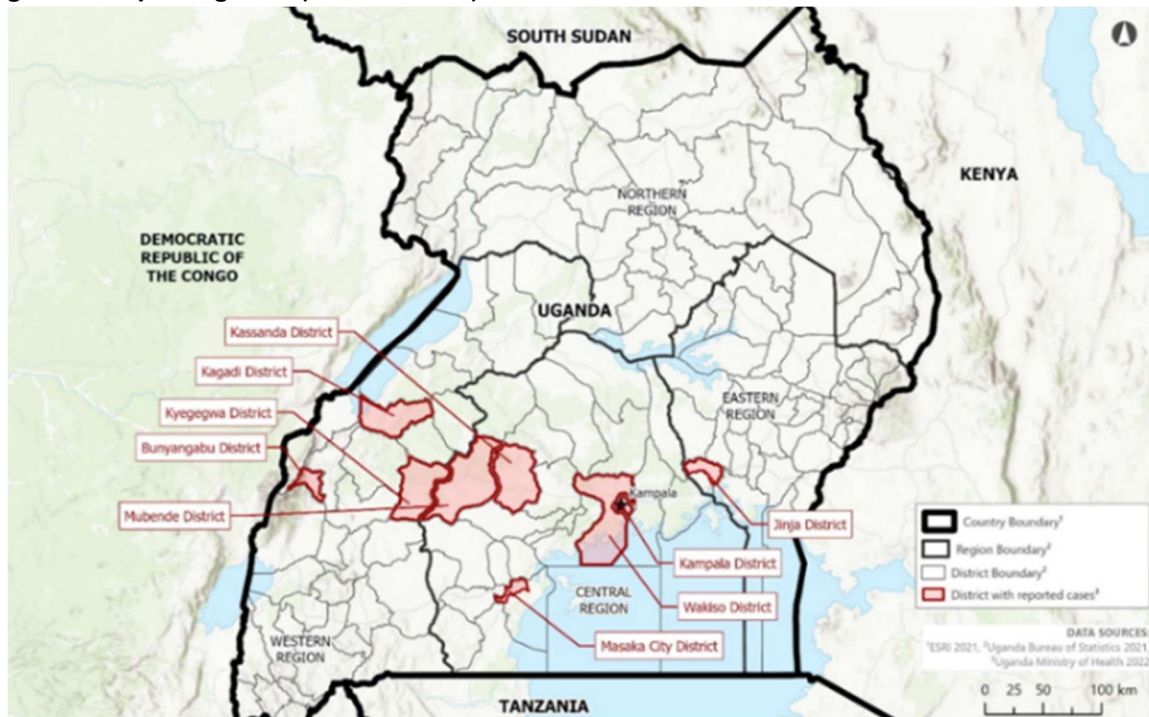 SOUTH SUDAN
KENYA
NORTHERN
REGION
DEMOCRATIC
REPUBLIC OF
THE CONGO
UGANDA
Kassanda District
Kagadi District
Kyegegwa District
Bunyangabu District
Mubende District
EASTERN
REGION
Kampala
Jinja District
Kampala District
Wakiso District
CENTRAL
REGION
Masaka City District
WESTERN
REGION
TANZANIA
Country Boundary¹
Region Boundary²
District Boundary²
District with reported cases³
DATA SOURCES:
¹ESRI 2021, ²Uganda Bureau of Statistics 2021,
³Uganda Ministry of Health 2022
0 25 50 100 km